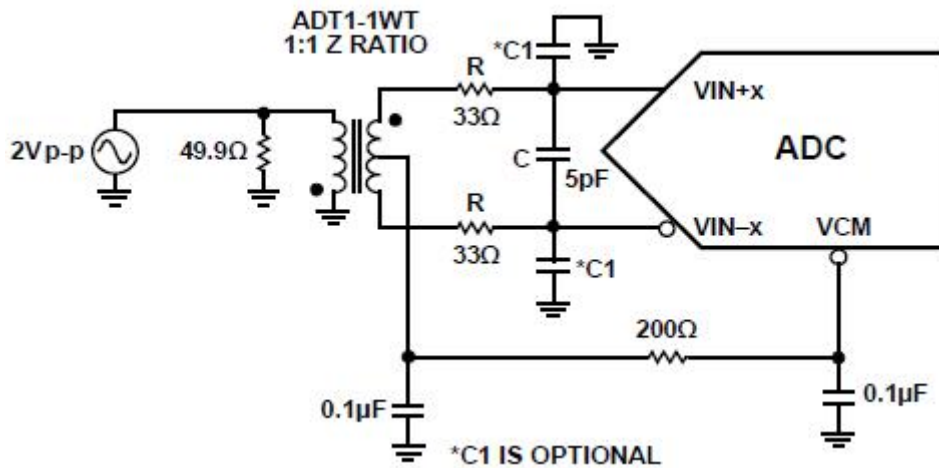 ADT1-1WT
1:1 Z RATIO
*C1
R
33Ω
VIN+x
2Vp-p
49.9Ω
C
5pF
ADC
R
33Ω
VIN–x
VCM
*C1
200Ω
0.1µF
0.1µF
*C1 IS OPTIONAL